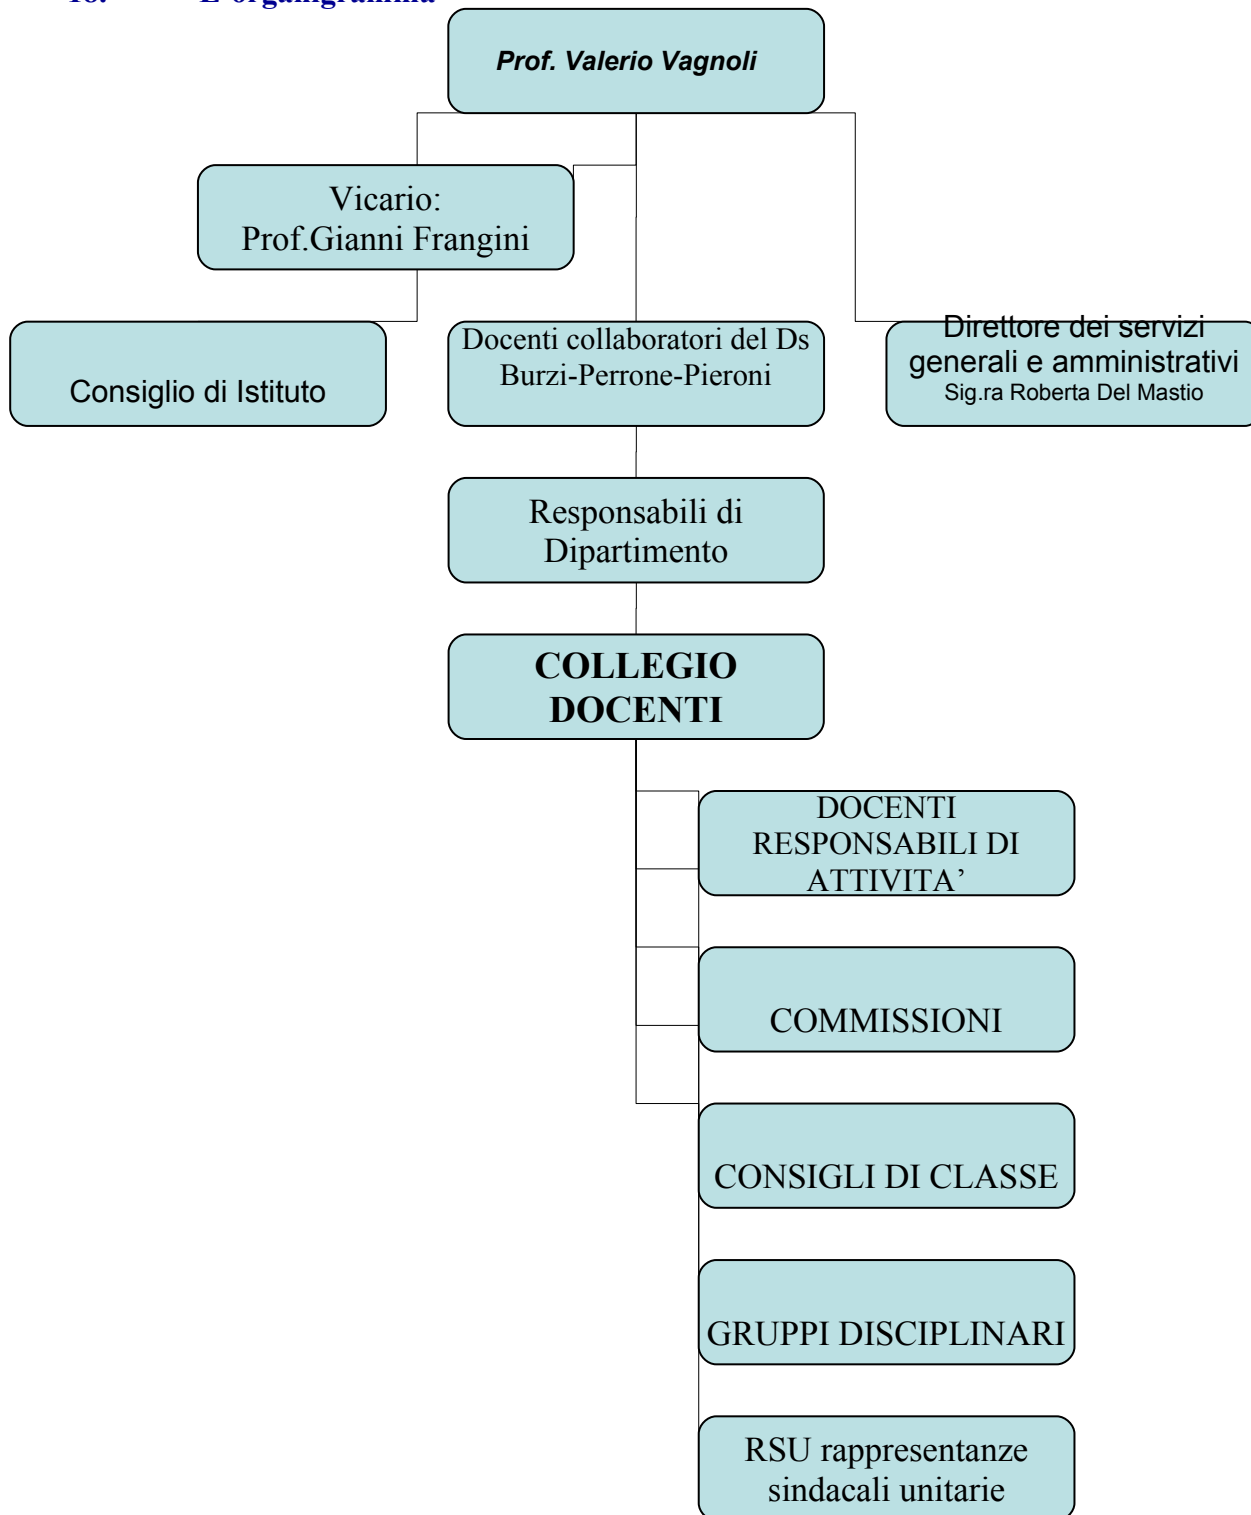 18. L'organigramma
Prof. Valerio Vagnoli
Vicario:
Prof.Gianni Frangini
Consiglio di Istituto
Docenti collaboratori del Ds
Burzi-Perrone-Pieroni
Direttore dei servizi
generali e amministrativi
Sig.ra Roberta Del Mastio
Responsabili di
Dipartimento
COLLEGIO
DOCENTI
DOCENTI
RESPONSABILI DI
ATTIVITA’
COMMISSIONI
CONSIGLI DI CLASSE
GRUPPI DISCIPLINARI
RSU rappresentanze
sindacali unitarie